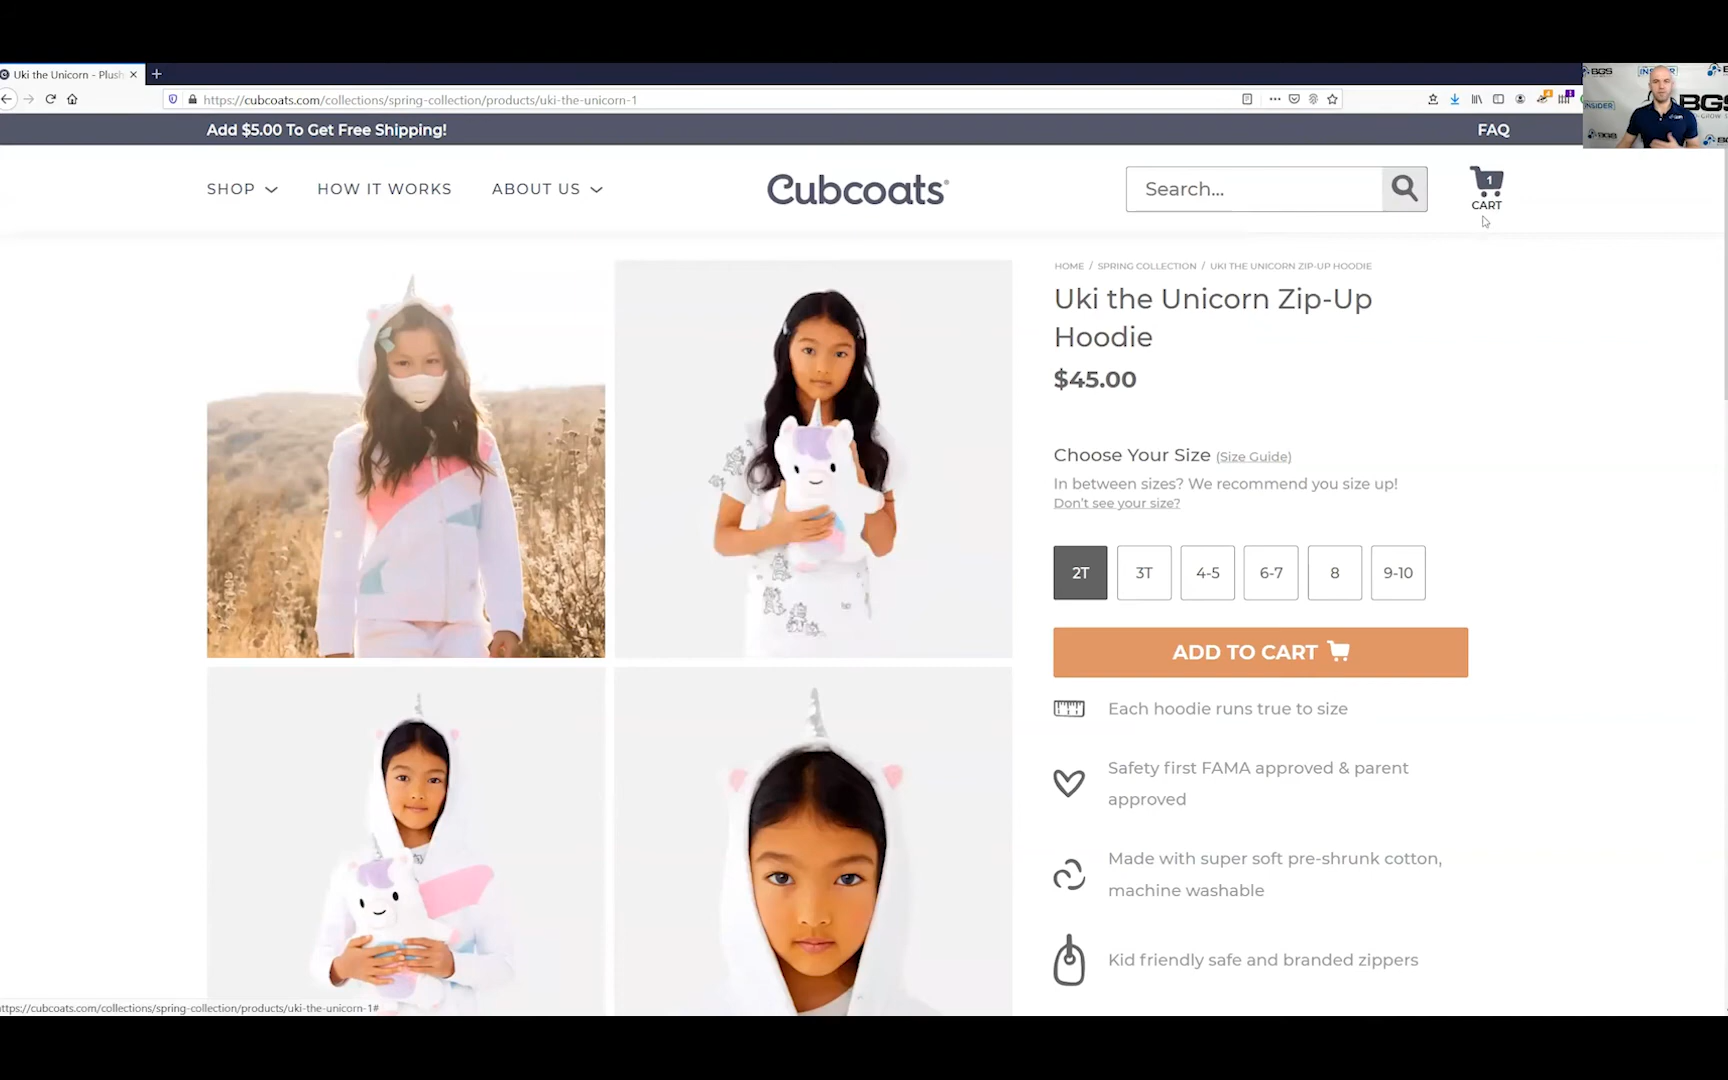 Uki the Unicorn - Plush
https://cubcoats.com/collections/spring-collection/products/uki-the-unicorn-1
BGS
INSIDER
INSIDER
BGS
BGS
Add $5.00 To Get Free Shipping!
FAQ
SHOP
HOW IT WORKS
ABOUT US
Cubcoats
Search...
1
CART
HOME / SPRING COLLECTION / UKI THE UNICORN ZIP-UP HOODIE
Uki the Unicorn Zip-Up
Hoodie
$45.00
Choose Your Size (Size Guide)
In between sizes? We recommend you size up!
Don't see your size?
2T
3T
4-5
6-7
8
9-10
ADD TO CART
Each hoodie runs true to size
Safety first FAMA approved & parent
approved
Made with super soft pre-shrunk cotton,
machine washable
Kid friendly safe and branded zippers
ttps://cubcoats.com/collections/spring-collection/products/uki-the-unicorn-1#